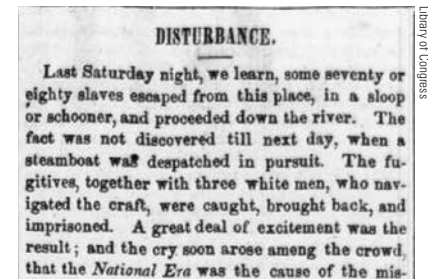 DISTURBANCE.
Last Saturday night, we learn, some seventy or
eighty slaves escaped from this place, in a sloop
or schooner, and proceeded down the river. The
fact was not discovered till next day, when a
steamboat was despatched in pursuit. The fu-
gitives, together with three white men, who nav-
igated the craft, were caught, brought back, and
imprisoned. A great deal of excitement was the
result; and the cry soon arose among the crowd,
that the National Era was the cause of the mis-
Library of Congress